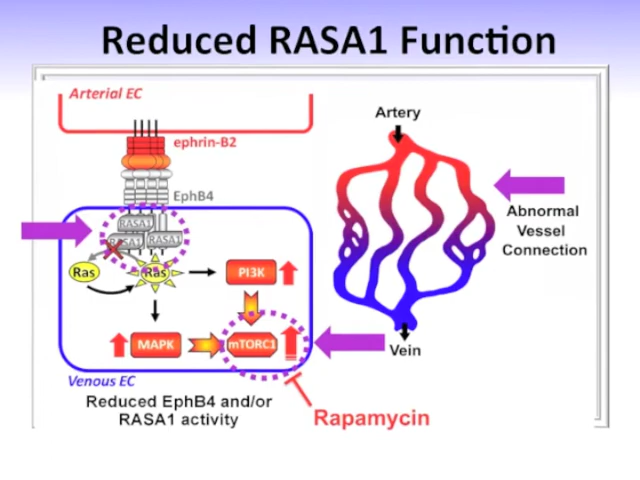 Reduced RASA1 Function
Arterial EC
ephrin-B2
EphB4
RASA1
RASA1
RASA1
Ras
Ras
PI3K
MAPK
mTORC1
Venous EC
Reduced EphB4 and/or
RASA1 activity
Rapamycin
Artery
Abnormal
Vessel
Connection
Vein